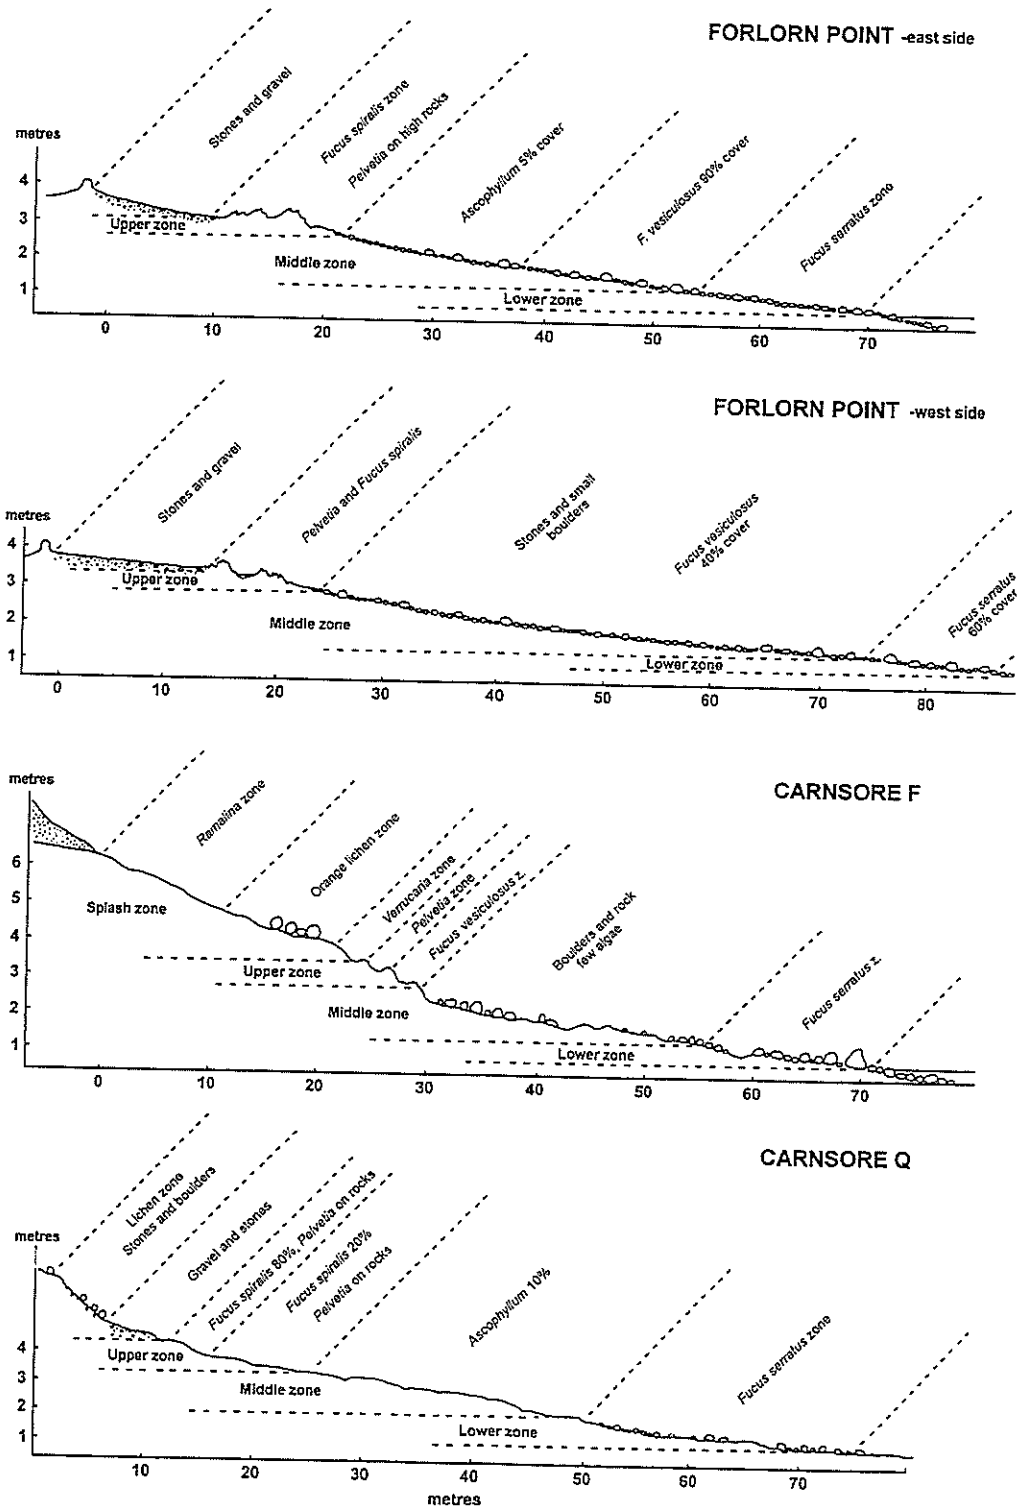 FORLORN POINT -east side
metres
Stones and gravel
Fucus spiralis zone
Pelvetia on high rocks
Ascophyllum 5% cover
F. vesiculosus 90% cover
Fucus serratus zone
4
3
2
1
Upper zone
Middle zone
Lower zone
0 10 20 30 40 50 60 70
FORLORN POINT -west side
metres
Stones and gravel
Pelvetia and Fucus spiralis
Stones and small
boulders
Fucus vesiculosus
40% cover
Fucus serratus
60% cover
4
3
2
1
Upper zone
Middle zone
Lower zone
0 10 20 30 40 50 60 70 80
CARNSORE F
metres
Ramalina zone
Orange lichen zone
Verrucaria zone
Pelvetia zone
Fucus vesiculosus z.
Boulders and rock
few algae
Fucus serratus z.
6
5
4
3
2
1
Splash zone
Upper zone
Middle zone
Lower zone
0 10 20 30 40 50 60 70
CARNSORE Q
metres
Lichen zone
Stones and boulders
Gravel and stones
Fucus spiralis 80%, Pelvetia on rocks
Fucus spiralis 20%
Pelvetia on rocks
Ascophyllum 10%
Fucus serratus zone
4
3
2
1
Upper zone
Middle zone
Lower zone
10 20 30 40 50 60 70
metres